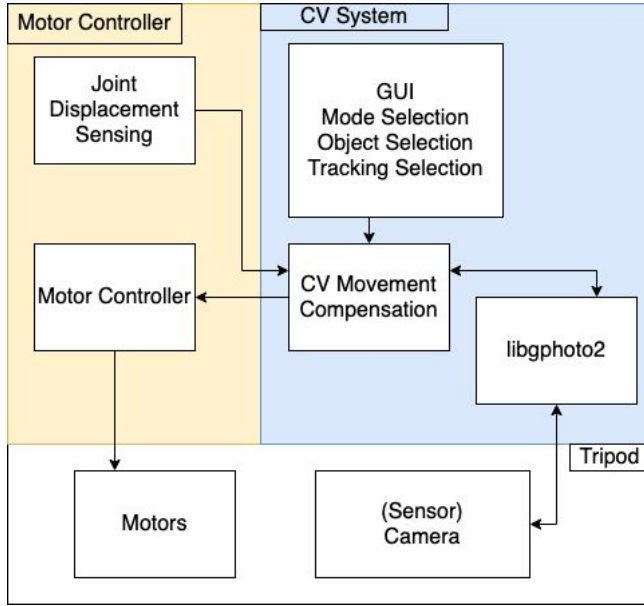 Motor Controller
CV System
Joint
Displacement
Sensing
GUI
Mode Selection
Object Selection
Tracking Selection
Motor Controller
CV Movement
Compensation
libgphoto2
Tripod
Motors
(Sensor)
Camera